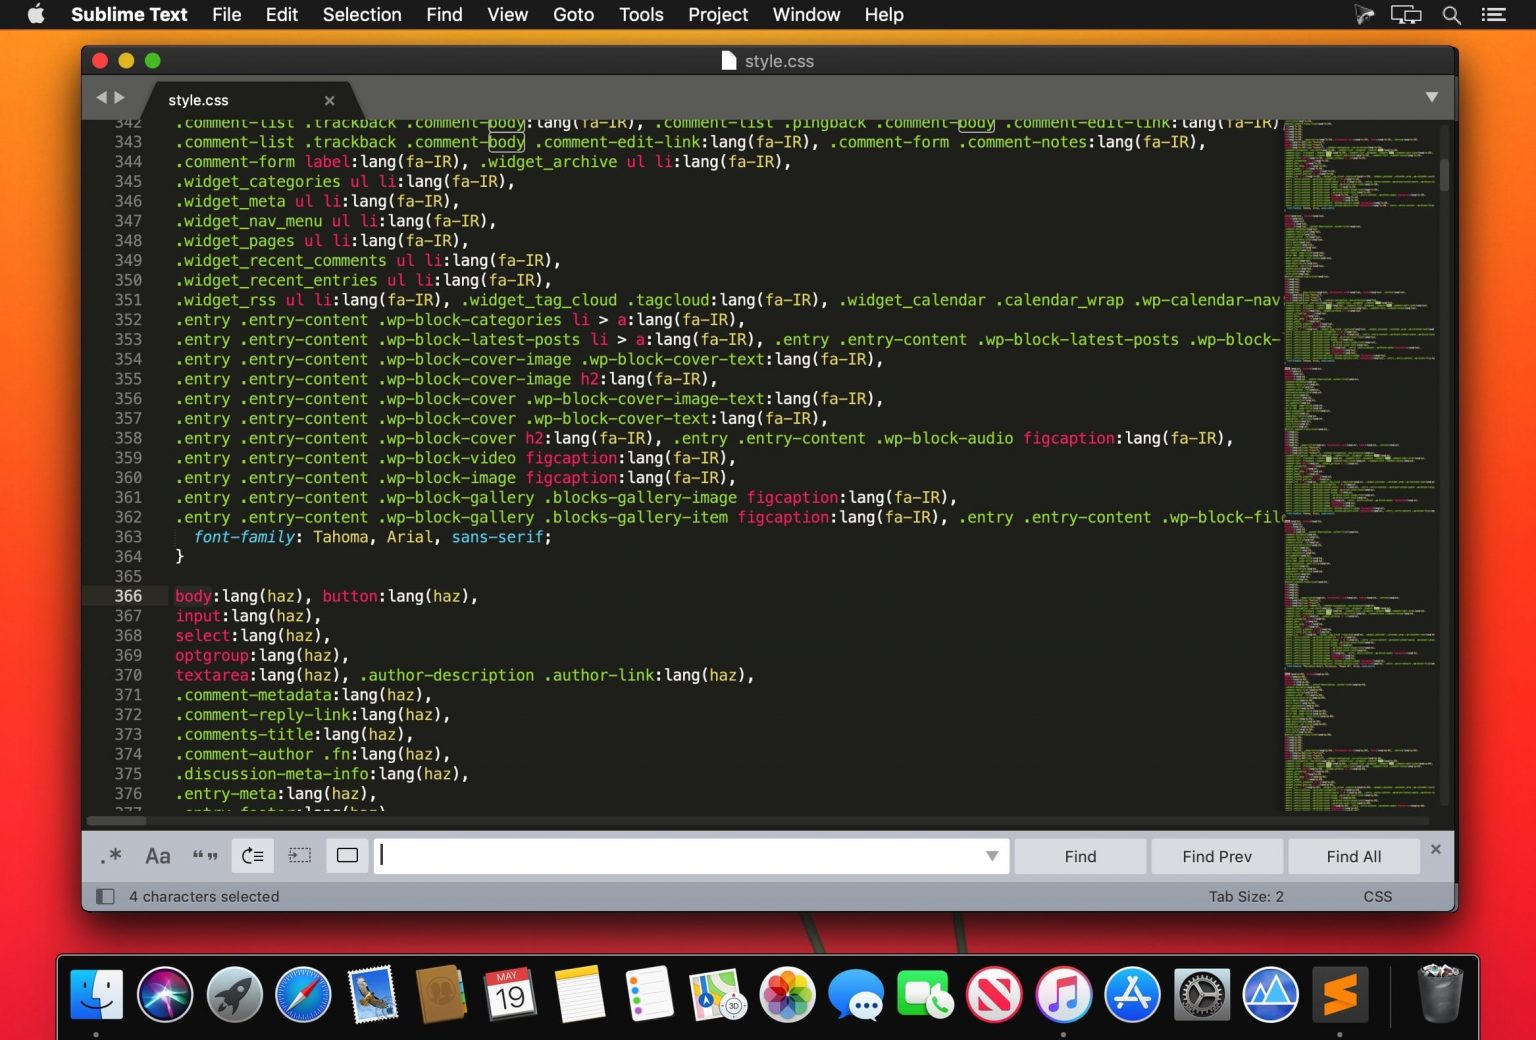 Sublime Text File Edit Selection Find View Goto Tools Project Window Help
style.css
style.css
342 .comment-list .trackback .comment-body:lang(fa-IR), .comment-list .pingback .comment-body .comment-edit-link:lang(fa-IR)
343 .comment-list .trackback .comment-body .comment-edit-link:lang(fa-IR), .comment-form .comment-notes:lang(fa-IR),
344 .comment-form label:lang(fa-IR), .widget_archive ul li:lang(fa-IR),
345 .widget_categories ul li:lang(fa-IR),
346 .widget_meta ul li:lang(fa-IR),
347 .widget_nav_menu ul li:lang(fa-IR),
348 .widget_pages ul li:lang(fa-IR),
349 .widget_recent_comments ul li:lang(fa-IR),
350 .widget_recent_entries ul li:lang(fa-IR),
351 .widget_rss ul li:lang(fa-IR), .widget_tag_cloud .tagcloud:lang(fa-IR), .widget_calendar .calendar_wrap .wp-calendar-nav
352 .entry .entry-content .wp-block-categories li > a:lang(fa-IR),
353 .entry .entry-content .wp-block-latest-posts li > a:lang(fa-IR), .entry .entry-content .wp-block-latest-posts .wp-block-
354 .entry .entry-content .wp-block-cover-image .wp-block-cover-text:lang(fa-IR),
355 .entry .entry-content .wp-block-cover-image h2:lang(fa-IR),
356 .entry .entry-content .wp-block-cover .wp-block-cover-image-text:lang(fa-IR),
357 .entry .entry-content .wp-block-cover .wp-block-cover-text:lang(fa-IR),
358 .entry .entry-content .wp-block-cover h2:lang(fa-IR), .entry .entry-content .wp-block-audio figcaption:lang(fa-IR),
359 .entry .entry-content .wp-block-video figcaption:lang(fa-IR),
360 .entry .entry-content .wp-block-image figcaption:lang(fa-IR),
361 .entry .entry-content .wp-block-gallery .blocks-gallery-image figcaption:lang(fa-IR),
362 .entry .entry-content .wp-block-gallery .blocks-gallery-item figcaption:lang(fa-IR), .entry .entry-content .wp-block-fil
363 font-family: Tahoma, Arial, sans-serif;
364 }
365
366 body:lang(haz), button:lang(haz),
367 input:lang(haz),
368 select:lang(haz),
369 optgroup:lang(haz),
370 textarea:lang(haz), .author-description .author-link:lang(haz),
371 .comment-metadata:lang(haz),
372 .comment-reply-link:lang(haz),
373 .comments-title:lang(haz),
374 .comment-author .fn:lang(haz),
375 .discussion-meta-info:lang(haz),
376 .entry-meta:lang(haz),
377 .entry-footer:lang(haz)
.* Aa “” Find Find Prev Find All
4 characters selected Tab Size: 2 CSS
MAY
19
3D